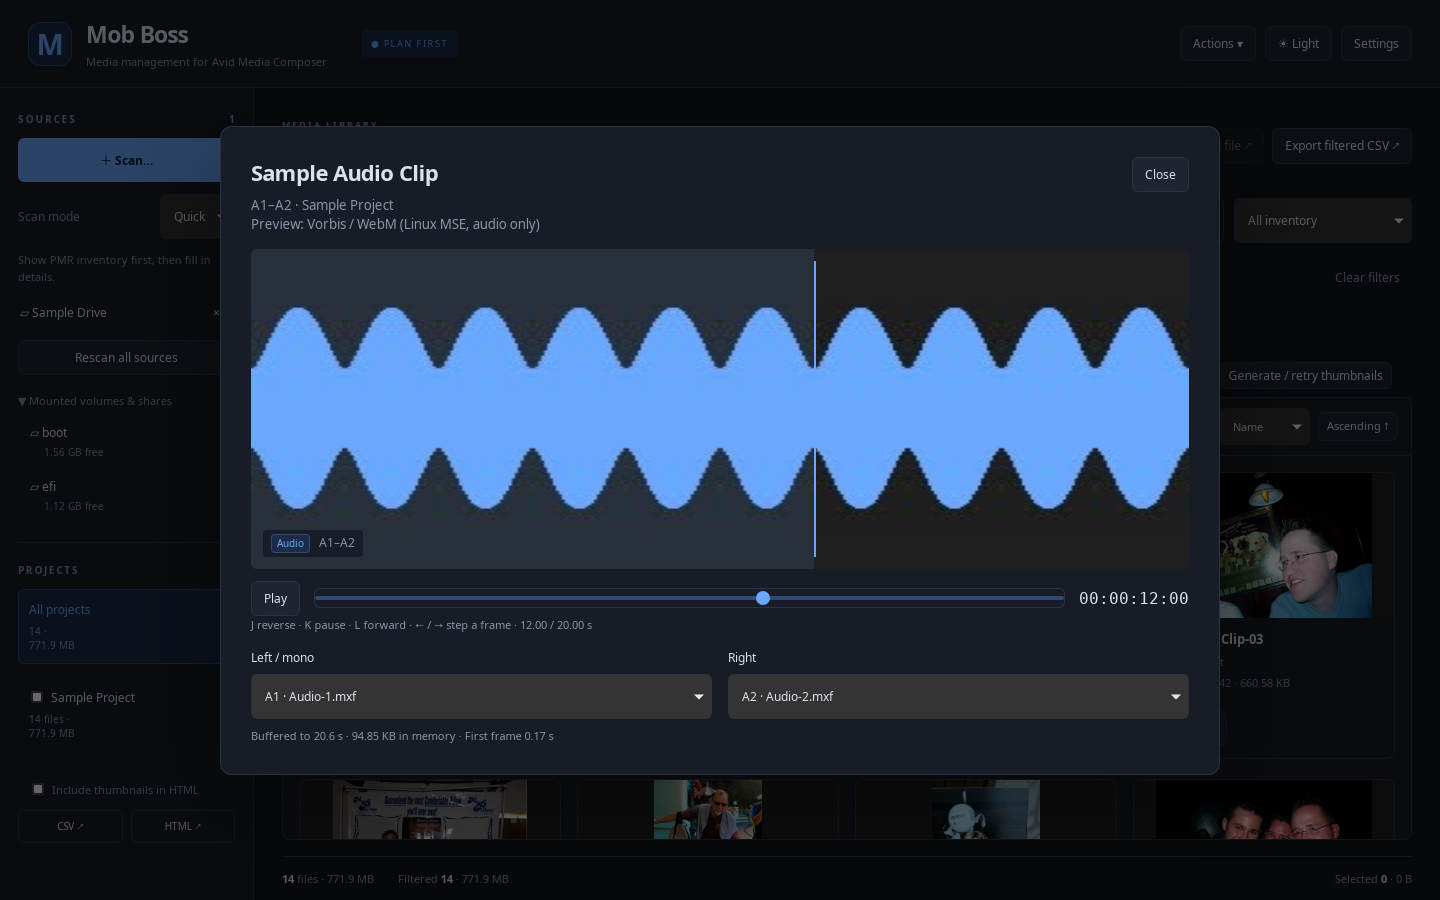 M
Mob Boss
Media management for Avid Media Composer
● PLAN FIRST
Actions ▾
☀ Light
Settings
SOURCES 1
+ Scan...
Scan mode
Quick
Show PMR inventory first, then fill in
details.
Sample Drive ×
Rescan all sources
▼ Mounted volumes & shares
boot
1.56 GB free
efi
1.12 GB free
PROJECTS
All projects
14 ·
771.9 MB
Sample Project
14 files ·
771.9 MB
Include thumbnails in HTML
CSV ↗
HTML ↗
MEDIA LIBRARY
file ↗
Export filtered CSV ↗
All inventory
Clear filters
Generate / retry thumbnails
Name
Ascending ↑
Sample Audio Clip
Close
A1–A2 · Sample Project
Preview: Vorbis / WebM (Linux MSE, audio only)
Audio A1–A2
Play
00:00:12:00
J reverse · K pause · L forward · ← / → step a frame · 12.00 / 20.00 s
Left / mono
Right
A1 · Audio-1.mxf
A2 · Audio-2.mxf
Buffered to 20.6 s · 94.85 KB in memory · First frame 0.17 s
Clip-03
42 · 660.58 KB
14 files · 771.9 MB
Filtered 14 · 771.9 MB
Selected 0 · 0 B